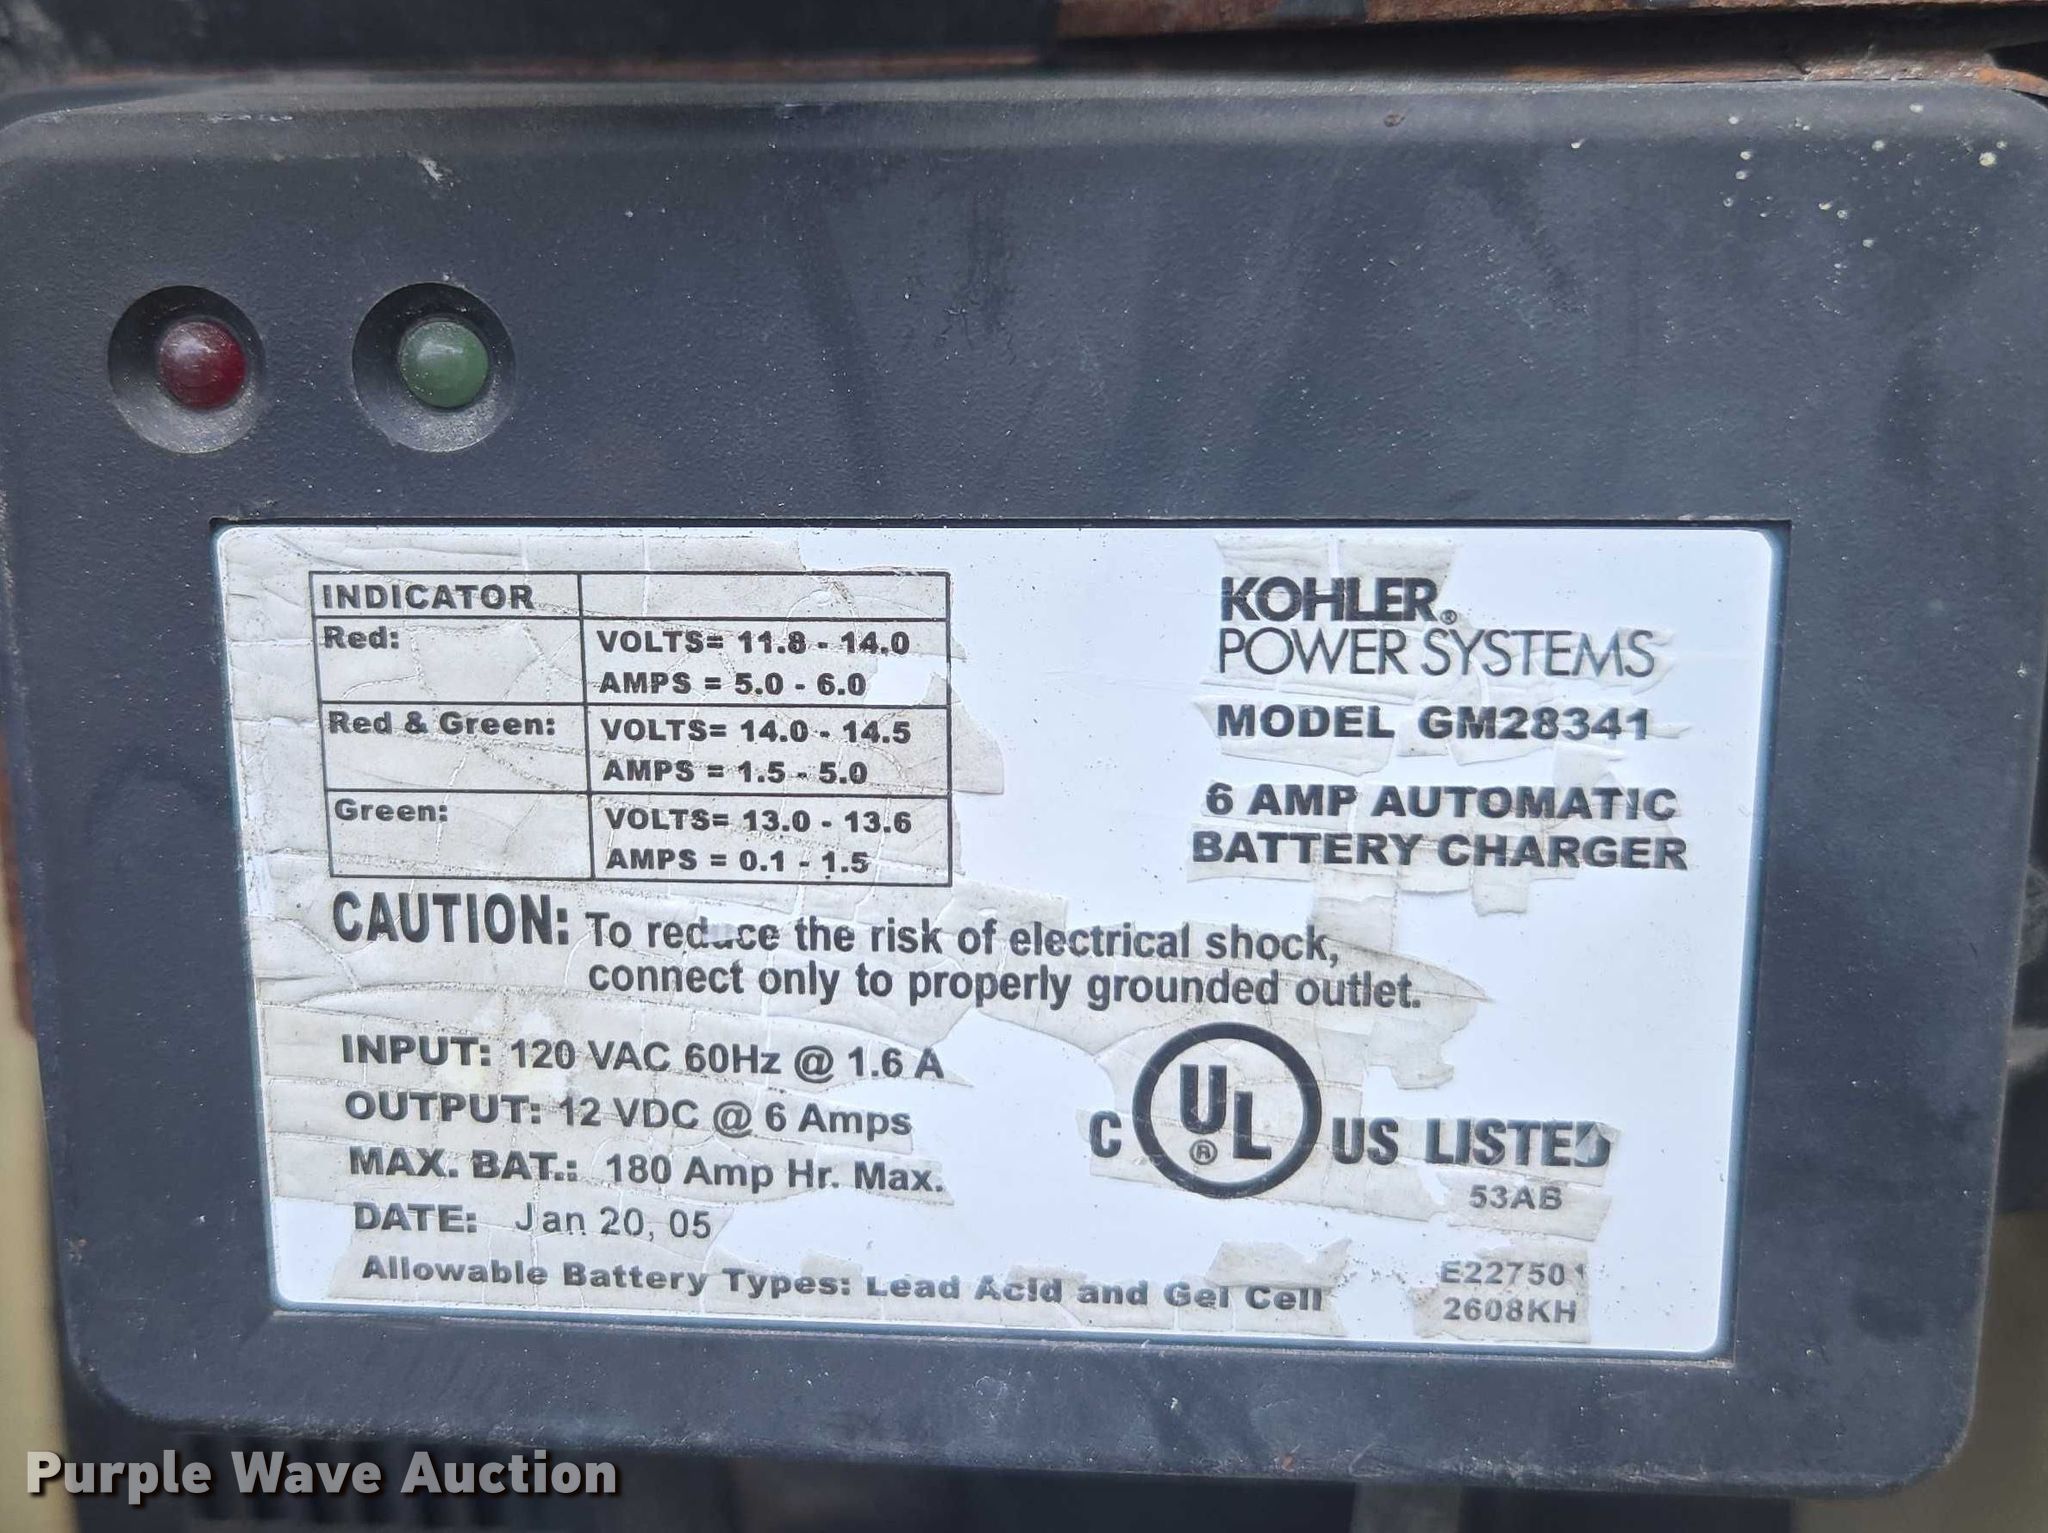 INDICATOR
Red: VOLTS= 11.8 - 14.0
AMPS = 5.0 - 6.0
Red & Green: VOLTS= 14.0 - 14.5
AMPS = 1.5 - 5.0
Green: VOLTS= 13.0 - 13.6
AMPS = 0.1 - 1.5
KOHLER®
POWER SYSTEMS
MODEL GM28341
6 AMP AUTOMATIC
BATTERY CHARGER
CAUTION: To reduce the risk of electrical shock,
connect only to properly grounded outlet.
INPUT: 120 VAC 60Hz @ 1.6 A
OUTPUT: 12 VDC @ 6 Amps
MAX. BAT.: 180 Amp Hr. Max.
DATE: Jan 20, 05
Allowable Battery Types: Lead Acid and Gel Cell
C UL® US LISTED
53AB
E227501
2608KH
Purple Wave Auction